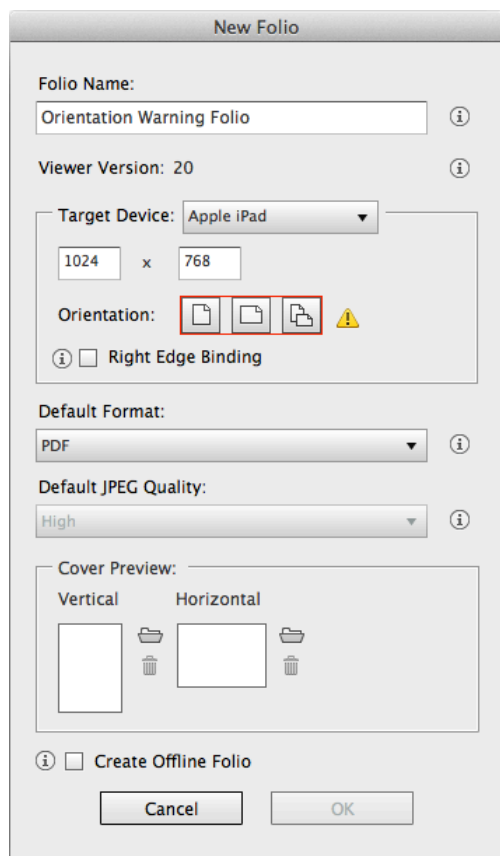 New Folio
Folio Name:
Orientation Warning Folio
Viewer Version: 20
Target Device: Apple iPad
1024 x 768
Orientation:
Right Edge Binding
Default Format:
PDF
Default JPEG Quality:
High
Cover Preview:
Vertical Horizontal
Create Offline Folio
Cancel OK